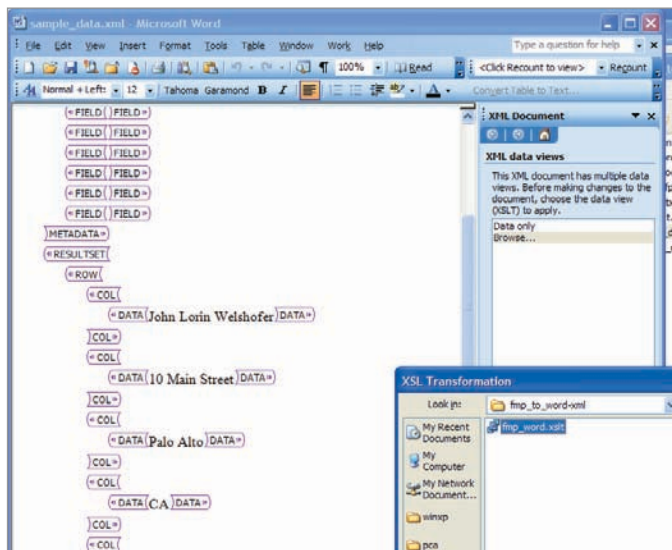 sample_data.xml - Microsoft Word
File Edit View Insert Format Tools Table Window Work Help Type a question for help
100% Read <Click Recount to view> Recount
Normal + Left: 12 Tahoma Garamond B I A Convert Table to Text...
FIELD FIELD
FIELD FIELD
FIELD FIELD
FIELD FIELD
FIELD FIELD
FIELD FIELD
METADATA
RESULTSET
ROW
COL
DATA John Lorin Welshofer DATA
COL
COL
DATA 10 Main Street DATA
COL
COL
DATA Palo Alto DATA
COL
COL
DATA CA DATA
COL
COL
XML Document
XML data views
This XML document has multiple data
views. Before making changes to the
document, choose the data view
(XSLT) to apply.
Data only
Browse...
XSL Transformation
Look in: fmp_to_word-xml
My Recent
Documents
My
Computer
My Network
Document...
winxp
pca
fmp_word.xslt